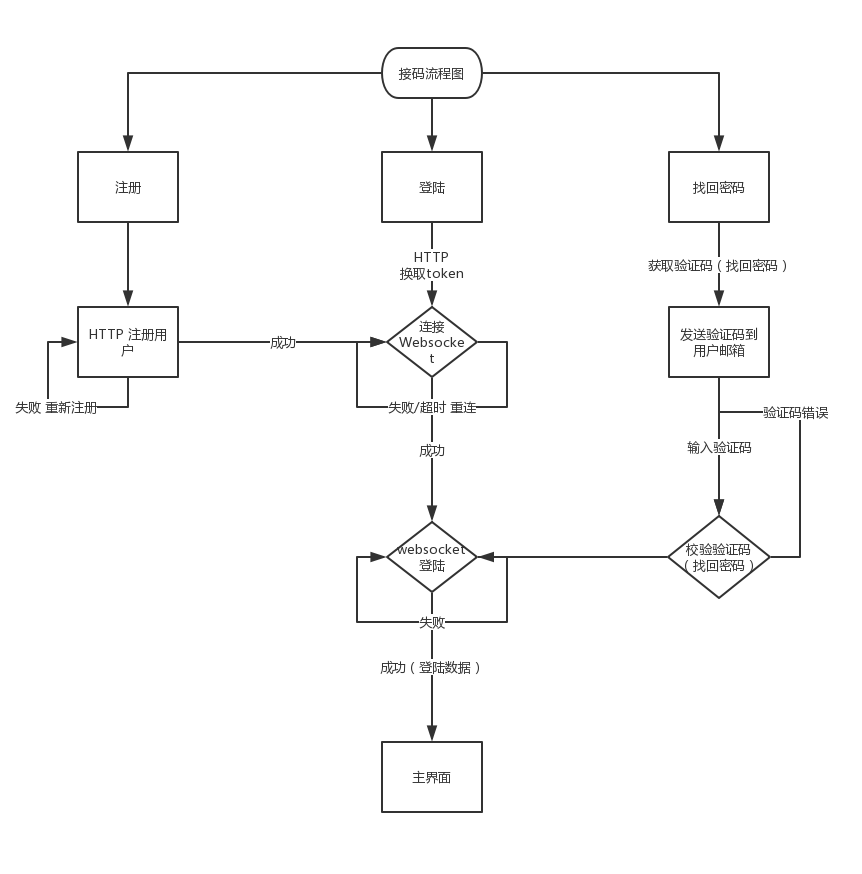 接码流程图
注册
登陆
找回密码
HTTP
换取token
获取验证码（找回密码）
HTTP 注册用
户
成功
连接
Websocke
t
发送验证码到
用户邮箱
失败 重新注册
失败/超时 重连
验证码错误
成功
输入验证码
websocket
登陆
校验验证码
（找回密码）
失败
成功（登陆数据）
主界面